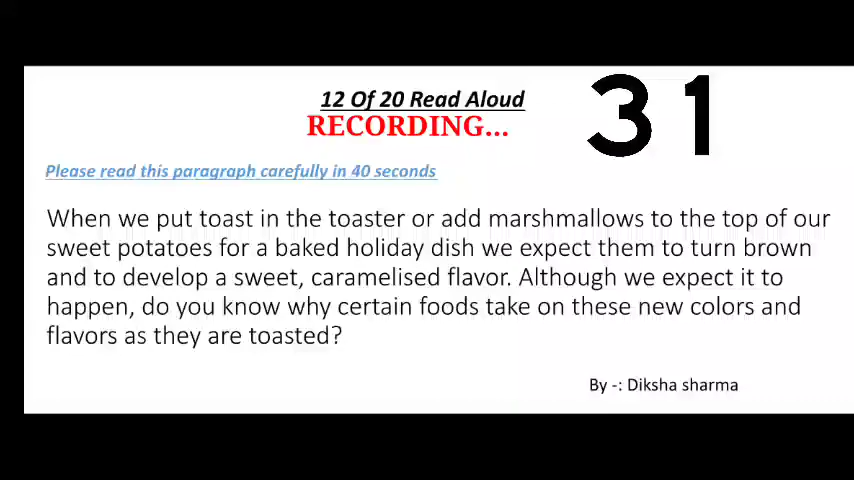 12 Of 20 Read Aloud
RECORDING...
31
Please read this paragraph carefully in 40 seconds
When we put toast in the toaster or add marshmallows to the top of our
sweet potatoes for a baked holiday dish we expect them to turn brown
and to develop a sweet, caramelised flavor. Although we expect it to
happen, do you know why certain foods take on these new colors and
flavors as they are toasted?
By -: Diksha sharma